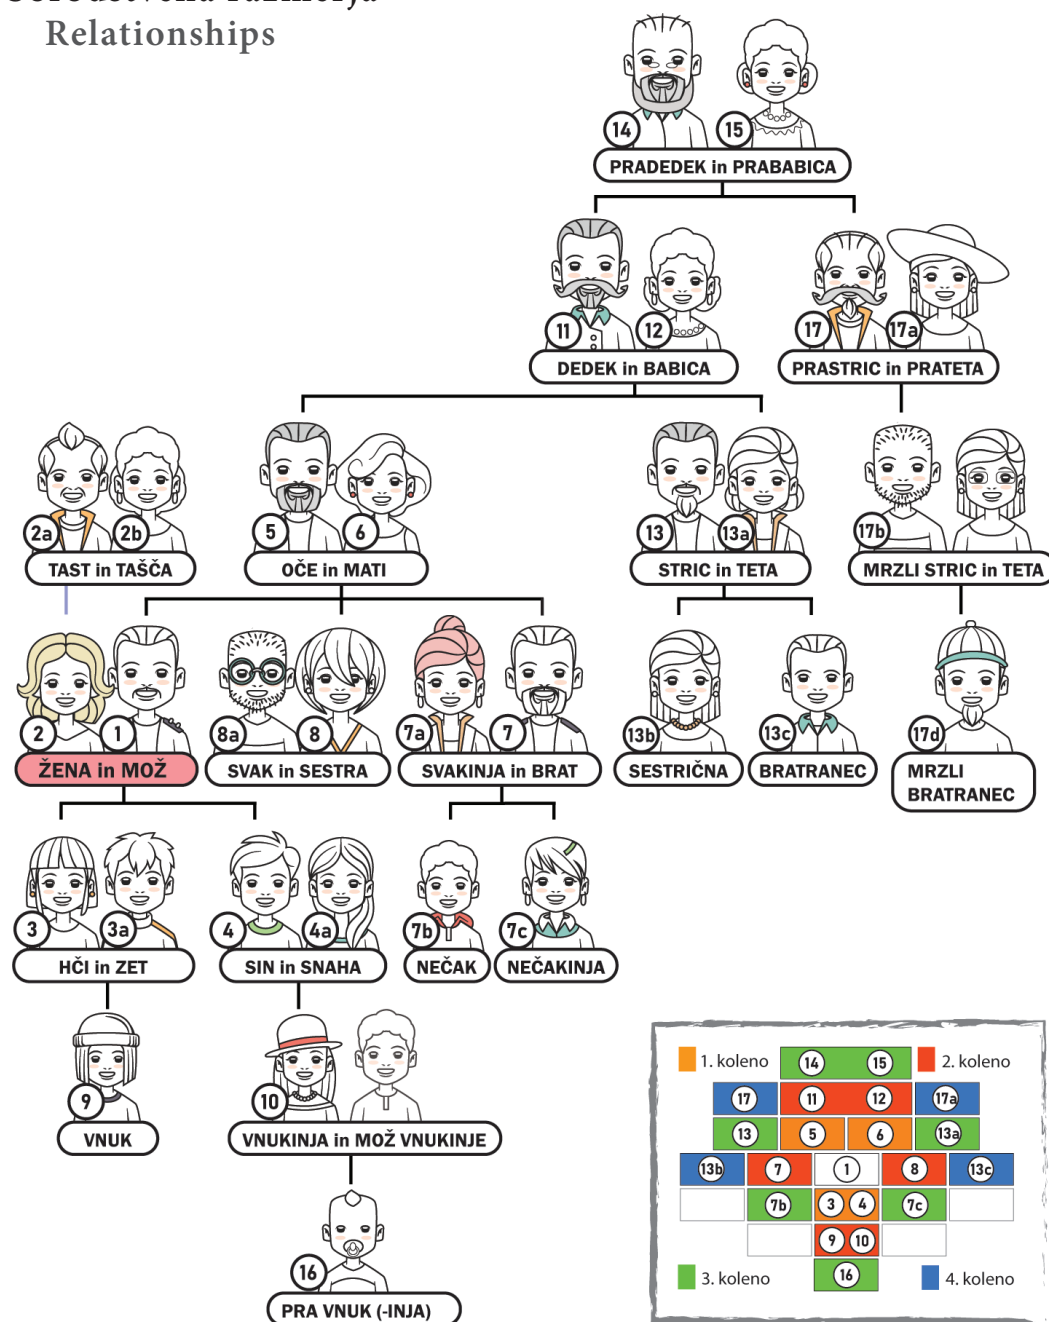 Relationships
14 15
PRADEDEK in PRABABICA
11 12 17 17a
DEDEK in BABICA PRASTRIC in PRATETA
2a 2b 5 6 13 13a 17b
TAST in TAŠČA OČE in MATI STRIC in TETA MRZLI STRIC in TETA
2 1 8a 8 7a 7 13b 13c 17d
ŽENA in MOŽ SVAK in SESTRA SVAKINJA in BRAT SESTRIČNA BRATRANEC MRZLI
BRATRANEC
3 3a 4 4a 7b 7c
HČI in ZET SIN in SNAHA NEČAK NEČAKINJA
9 10
VNUK VNUKINJA in MOŽ VNUKINJE
16
PRA VNUK (-INJA)
1. koleno 14 15 2. koleno
17 11 12 17a
13 5 6 13a
13b 7 1 8 13c
7b 3 4 7c
9 10
3. koleno 16 4. koleno